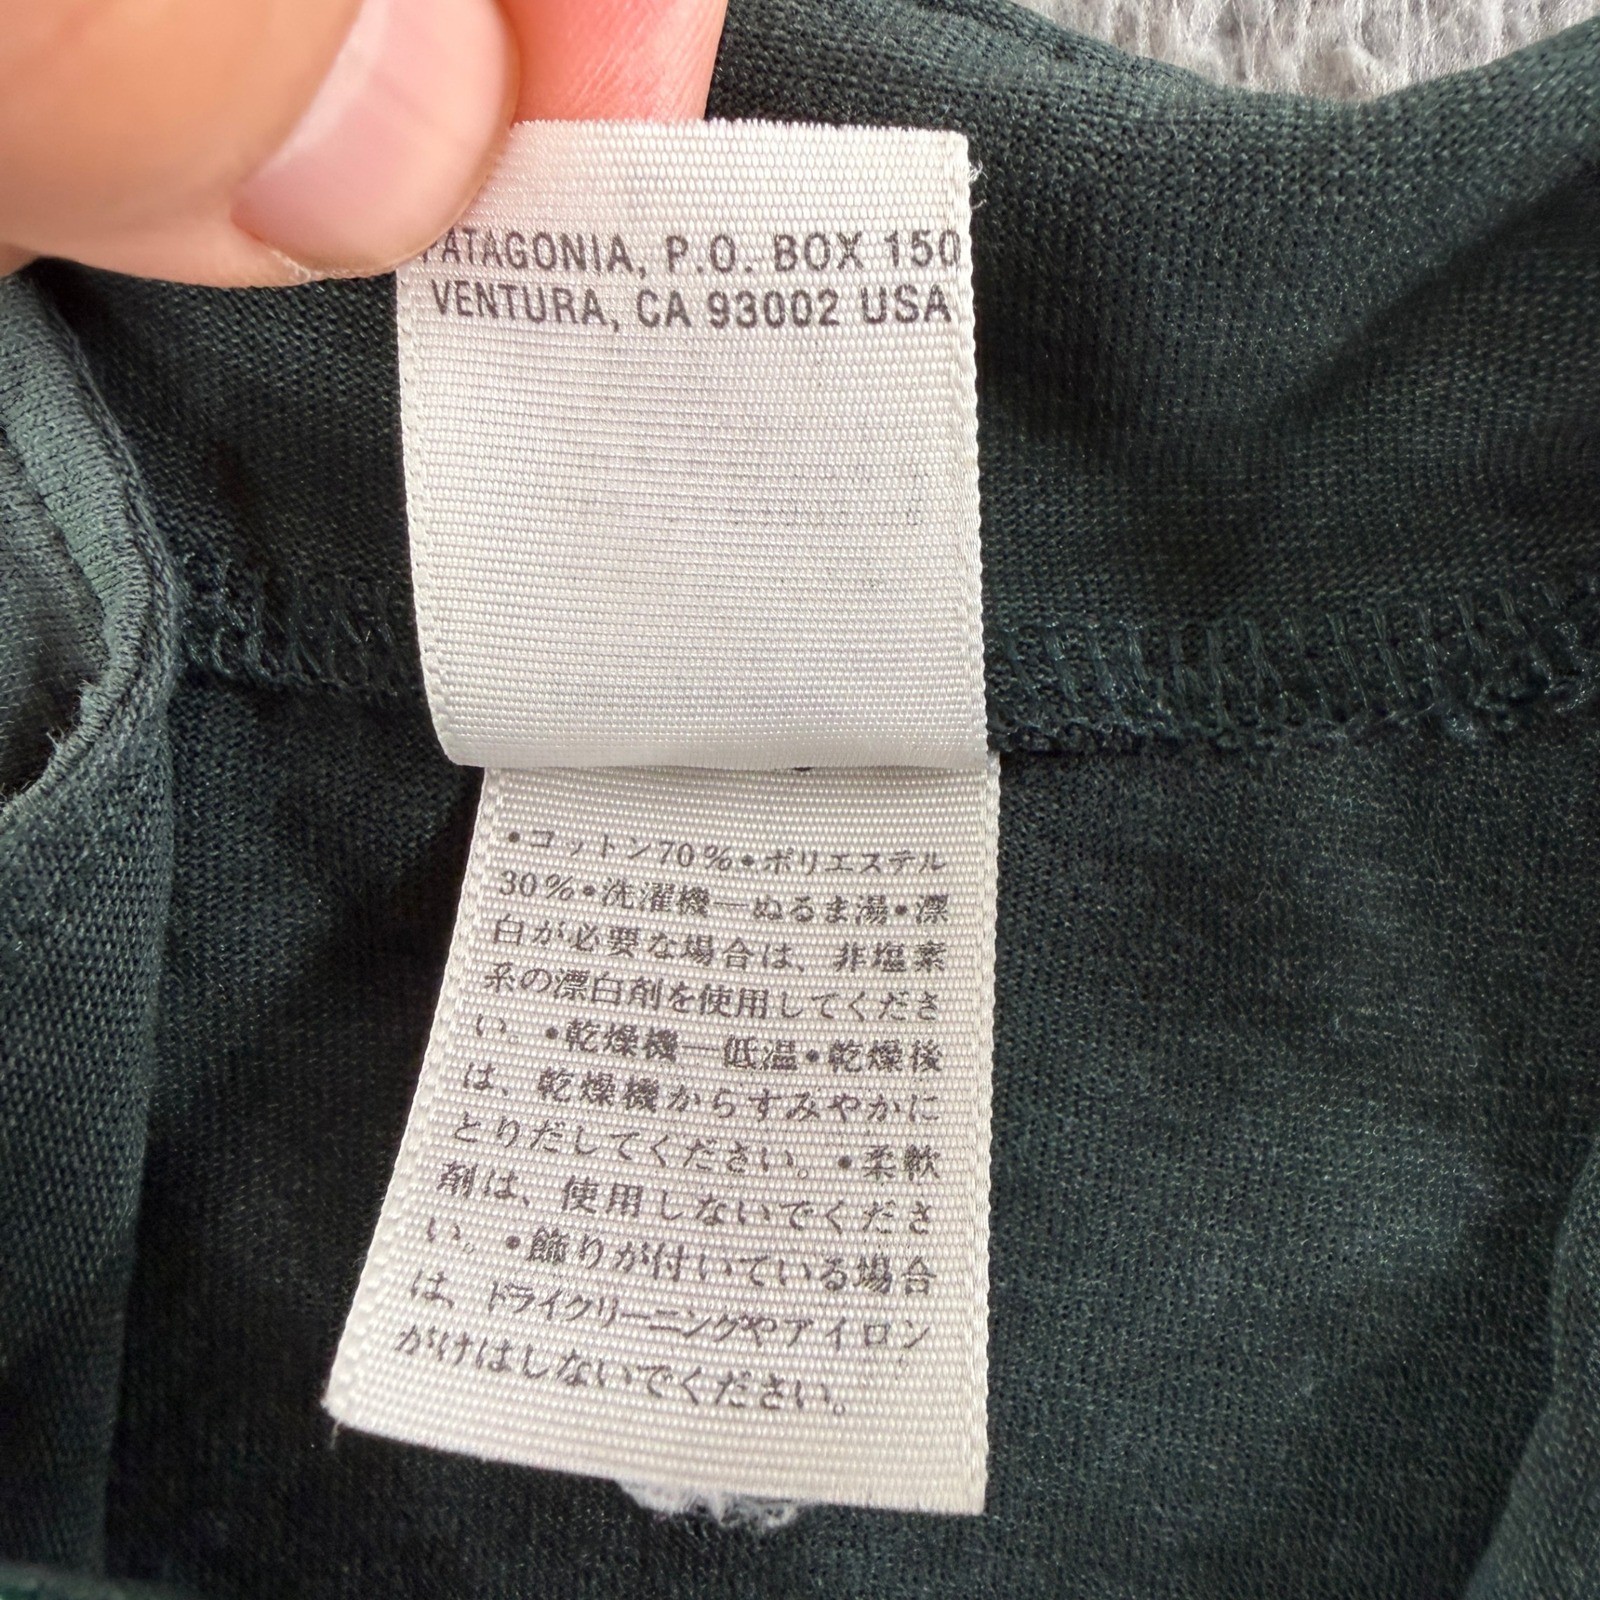 PATAGONIA, P.O. BOX 150
VENTURA, CA 93002 USA
•コットン70%•ポリエステル
30%•洗濯機—ぬるま湯•漂
白が必要な場合は、非塩素
系の漂白剤を使用してくださ
い。•乾燥機—低温•乾燥後
は、乾燥機からすみやかに
とりだしてください。•柔軟
剤は、使用しないでくださ
い。•飾りが付いている場合
は、ドライクリーニングやアイロン
がけはしないでください。